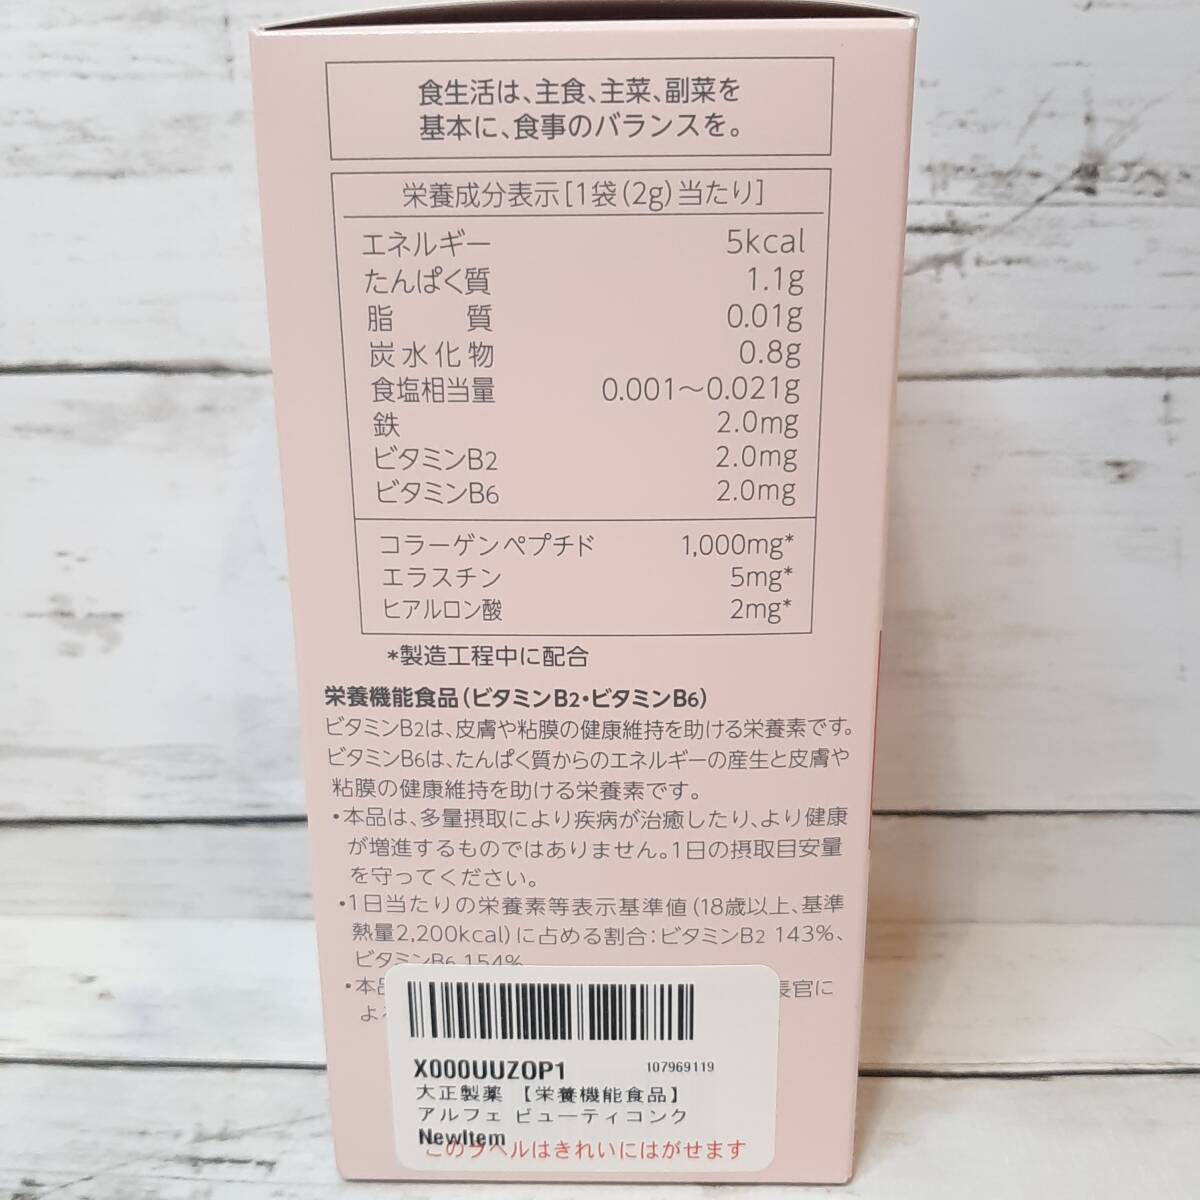 食生活は、主食、主菜、副菜を
基本に、食事のバランスを。
栄養成分表示[1袋(2g)当たり]
エネルギー 5kcal
たんぱく質 1.1g
脂質 0.01g
炭水化物 0.8g
食塩相当量 0.001〜0.021g
鉄 2.0mg
ビタミンB2 2.0mg
ビタミンB6 2.0mg
コラーゲンペプチド 1,000mg*
エラスチン 5mg*
ヒアルロン酸 2mg*
*製造工程中に配合
栄養機能食品(ビタミンB2・ビタミンB6)
ビタミンB2は、皮膚や粘膜の健康維持を助ける栄養素です。
ビタミンB6は、たんぱく質からのエネルギーの産生と皮膚や
粘膜の健康維持を助ける栄養素です。
・本品は、多量摂取により疾病が治癒したり、より健康
が増進するものではありません。1日の摂取目安量
を守ってください。
・1日当たりの栄養素等表示基準値(18歳以上、基準
熱量2,200kcal)に占める割合:ビタミンB2 143%、
ビタミンB6 154%
・本品 長官に
よる
X000UUZOP1 107969119
大正製薬 【栄養機能食品】
アルフェ ビューティコンク
NewItem
このラベルはきれいにはがせます